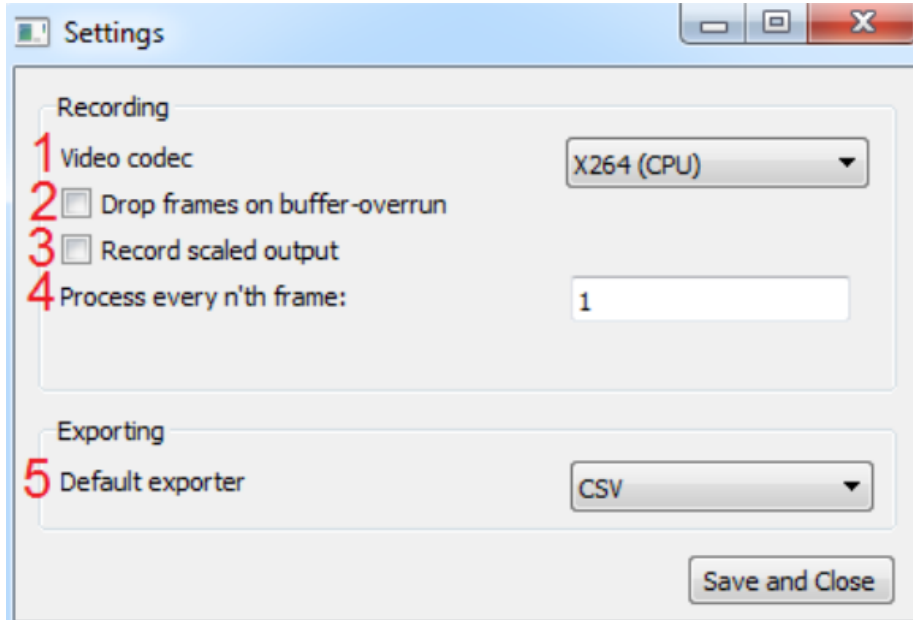 Settings
Recording
1 Video codec X264 (CPU)
2 Drop frames on buffer-overrun
3 Record scaled output
4 Process every n'th frame: 1
Exporting
5 Default exporter CSV
Save and Close